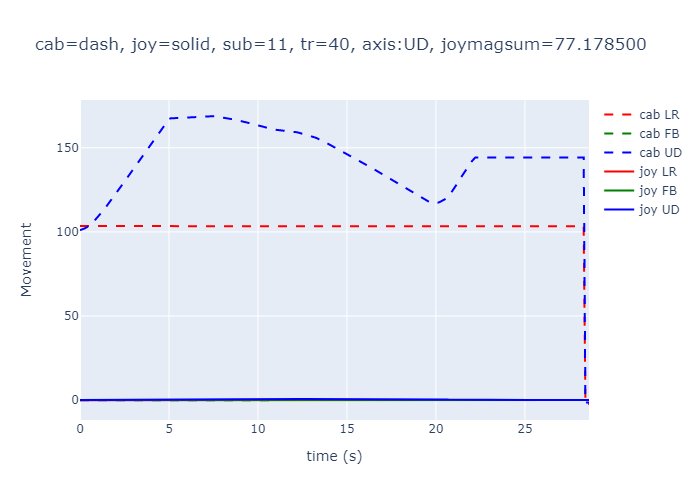 cab=dash, joy=solid, sub=11, tr=40, axis:UD, joymagsum=77.178500
cab LR
cab FB
cab UD
joy LR
joy FB
joy UD
Movement
150
100
50
0
0 5 10 15 20 25
time (s)